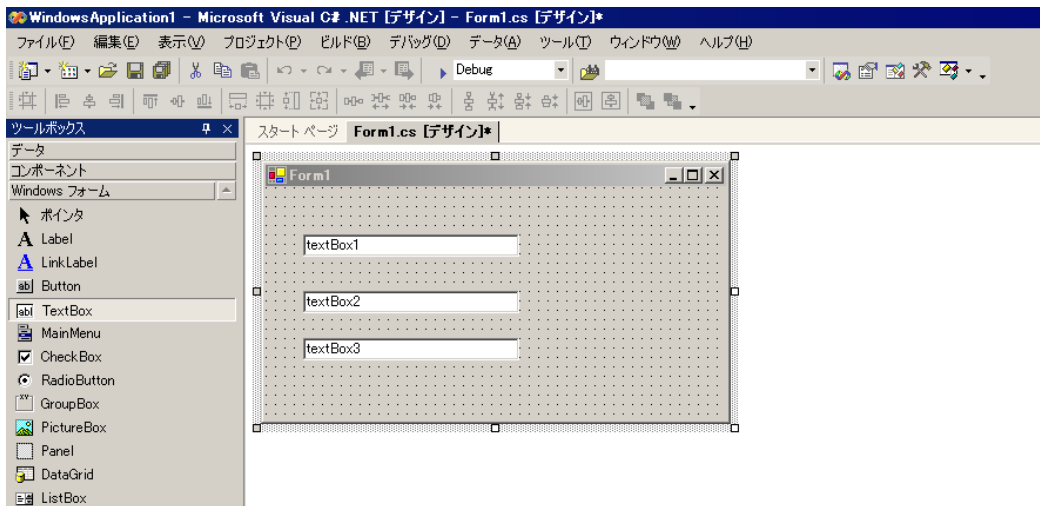 WindowsApplication1 - Microsoft Visual C# .NET [デザイン] - Form1.cs [デザイン]*
ファイル(F) 編集(E) 表示(V) プロジェクト(P) ビルド(B) デバッグ(D) データ(A) ツール(T) ウィンドウ(W) ヘルプ(H)
Debug
ツールボックス
スタート ページ Form1.cs [デザイン]*
データ
コンポーネント
Windows フォーム
ポインタ
A Label
A LinkLabel
ab Button
abl TextBox
MainMenu
CheckBox
RadioButton
XY GroupBox
PictureBox
Panel
DataGrid
ListBox
Form1
textBox1
textBox2
textBox3